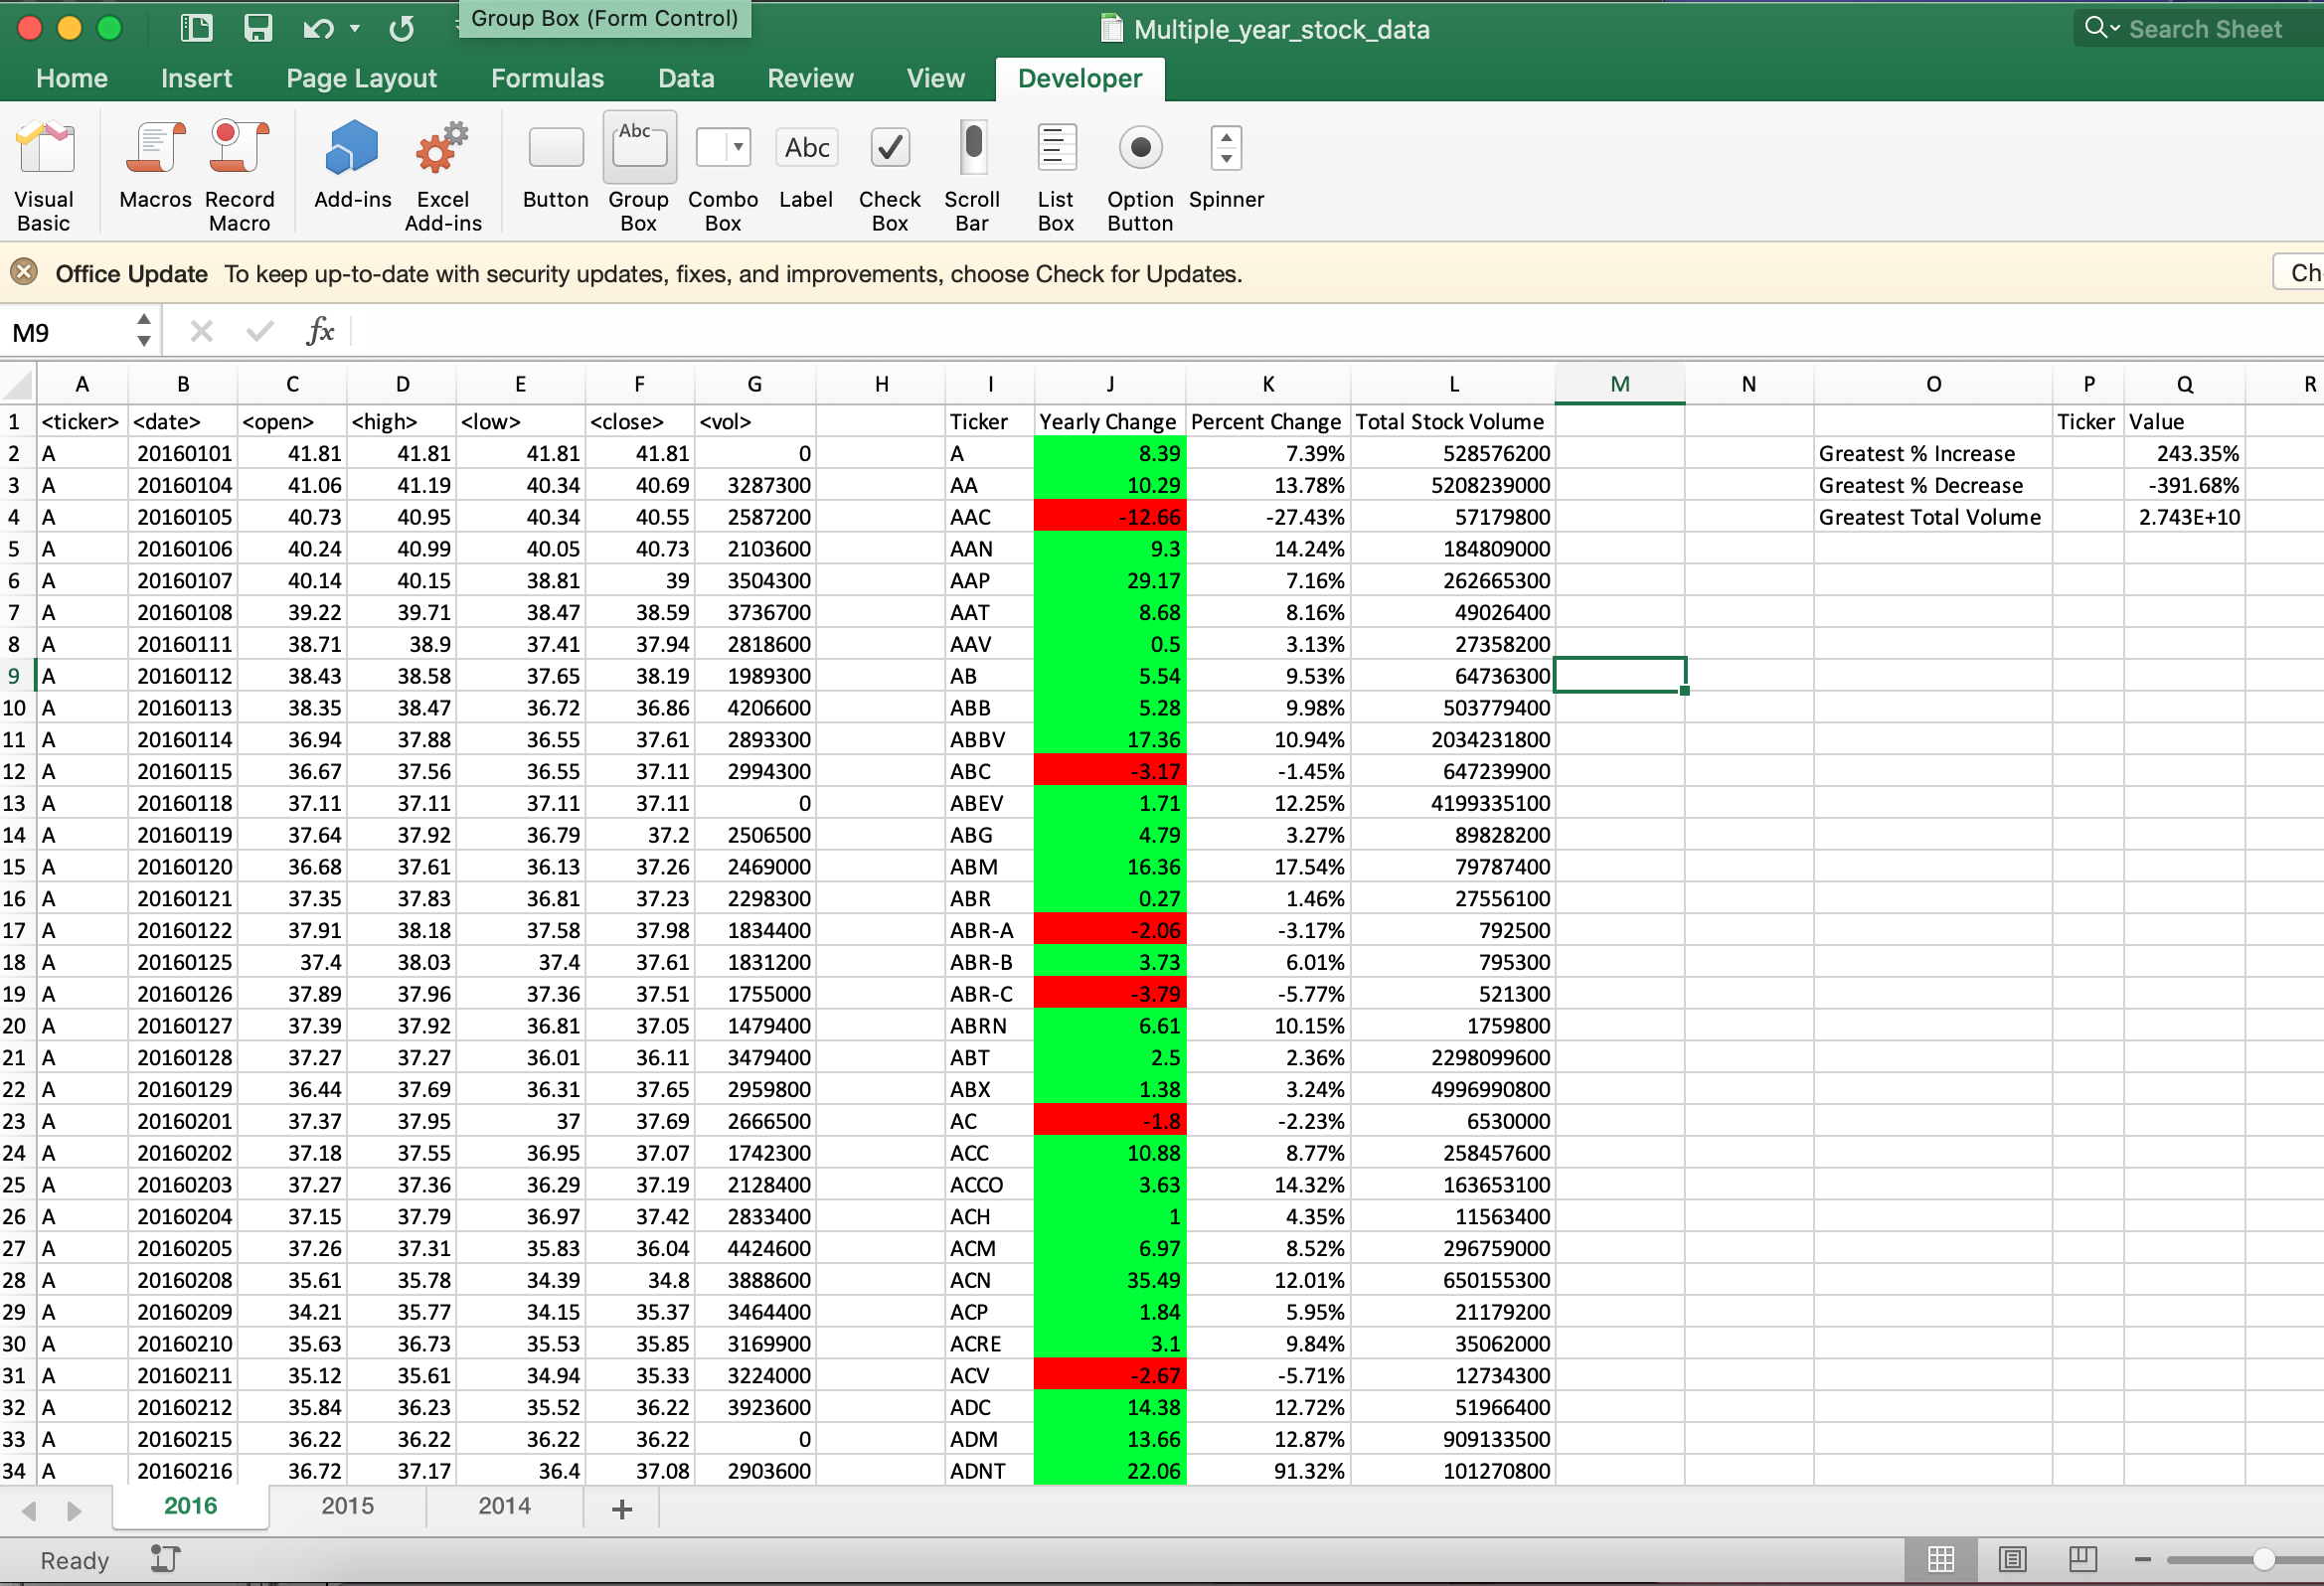 Group Box (Form Control)
Multiple_year_stock_data
Search Sheet
Home Insert Page Layout Formulas Data Review View Developer
Abc Abc
Visual Basic Macros Record Macro Add-ins Excel Add-ins Button Group Box Combo Box Label Check Box Scroll Bar List Box Option Button Spinner
Office Update To keep up-to-date with security updates, fixes, and improvements, choose Check for Updates. Ch
M9 fx
A B C D E F G H I J K L M N O P Q R
1 <ticker> <date> <open> <high> <low> <close> <vol> Ticker Yearly Change Percent Change Total Stock Volume Ticker Value
2 A 20160101 41.81 41.81 41.81 41.81 0 A 8.39 7.39% 528576200 Greatest % Increase 243.35%
3 A 20160104 41.06 41.19 40.34 40.69 3287300 AA 10.29 13.78% 5208239000 Greatest % Decrease -391.68%
4 A 20160105 40.73 40.95 40.34 40.55 2587200 AAC -12.66 -27.43% 57179800 Greatest Total Volume 2.743E+10
5 A 20160106 40.24 40.99 40.05 40.73 2103600 AAN 9.3 14.24% 184809000
6 A 20160107 40.14 40.15 38.81 39 3504300 AAP 29.17 7.16% 262665300
7 A 20160108 39.22 39.71 38.47 38.59 3736700 AAT 8.68 8.16% 49026400
8 A 20160111 38.71 38.9 37.41 37.94 2818600 AAV 0.5 3.13% 27358200
9 A 20160112 38.43 38.58 37.65 38.19 1989300 AB 5.54 9.53% 64736300
10 A 20160113 38.35 38.47 36.72 36.86 4206600 ABB 5.28 9.98% 503779400
11 A 20160114 36.94 37.88 36.55 37.61 2893300 ABBV 17.36 10.94% 2034231800
12 A 20160115 36.67 37.56 36.55 37.11 2994300 ABC -3.17 -1.45% 647239900
13 A 20160118 37.11 37.11 37.11 37.11 0 ABEV 1.71 12.25% 4199335100
14 A 20160119 37.64 37.92 36.79 37.2 2506500 ABG 4.79 3.27% 89828200
15 A 20160120 36.68 37.61 36.13 37.26 2469000 ABM 16.36 17.54% 79787400
16 A 20160121 37.35 37.83 36.81 37.23 2298300 ABR 0.27 1.46% 27556100
17 A 20160122 37.91 38.18 37.58 37.98 1834400 ABR-A -2.06 -3.17% 792500
18 A 20160125 37.4 38.03 37.4 37.61 1831200 ABR-B 3.73 6.01% 795300
19 A 20160126 37.89 37.96 37.36 37.51 1755000 ABR-C -3.79 -5.77% 521300
20 A 20160127 37.39 37.92 36.81 37.05 1479400 ABRN 6.61 10.15% 1759800
21 A 20160128 37.27 37.27 36.01 36.11 3479400 ABT 2.5 2.36% 2298099600
22 A 20160129 36.44 37.69 36.31 37.65 2959800 ABX 1.38 3.24% 4996990800
23 A 20160201 37.37 37.95 37 37.69 2666500 AC -1.8 -2.23% 6530000
24 A 20160202 37.18 37.55 36.95 37.07 1742300 ACC 10.88 8.77% 258457600
25 A 20160203 37.27 37.36 36.29 37.19 2128400 ACCO 3.63 14.32% 163653100
26 A 20160204 37.15 37.79 36.97 37.42 2833400 ACH 1 4.35% 11563400
27 A 20160205 37.26 37.31 35.83 36.04 4424600 ACM 6.97 8.52% 296759000
28 A 20160208 35.61 35.78 34.39 34.8 3888600 ACN 35.49 12.01% 650155300
29 A 20160209 34.21 35.77 34.15 35.37 3464400 ACP 1.84 5.95% 21179200
30 A 20160210 35.63 36.73 35.53 35.85 3169900 ACRE 3.1 9.84% 35062000
31 A 20160211 35.12 35.61 34.94 35.33 3224000 ACV -2.67 -5.71% 12734300
32 A 20160212 35.84 36.23 35.52 36.22 3923600 ADC 14.38 12.72% 51966400
33 A 20160215 36.22 36.22 36.22 36.22 0 ADM 13.66 12.87% 909133500
34 A 20160216 36.72 37.17 36.4 37.08 2903600 ADNT 22.06 91.32% 101270800
2016 2015 2014 +
Ready